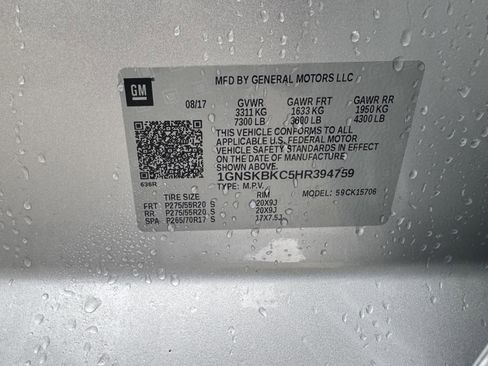 MFD BY GENERAL MOTORS LLC
GM
08/17 GVWR GAWR FRT GAWR RR
3311 KG 1633 KG 1950 KG
7300 LB 3600 LB 4300 LB
THIS VEHICLE CONFORMS TO ALL
APPLICABLE U.S. FEDERAL MOTOR
VEHICLE SAFETY STANDARDS IN EFFECT
ON THE DATE OF MANUFACTURE SHOWN ABOVE.
1GNSKBKC5HR394759
TYPE: M.P.V. MODEL: 59CK15706
636R
TIRE SIZE RIM
FRT P275/55R20 S 20X9J
RR P275/55R20 S 20X9J
SPA P265/70R17 S 17X7.5J